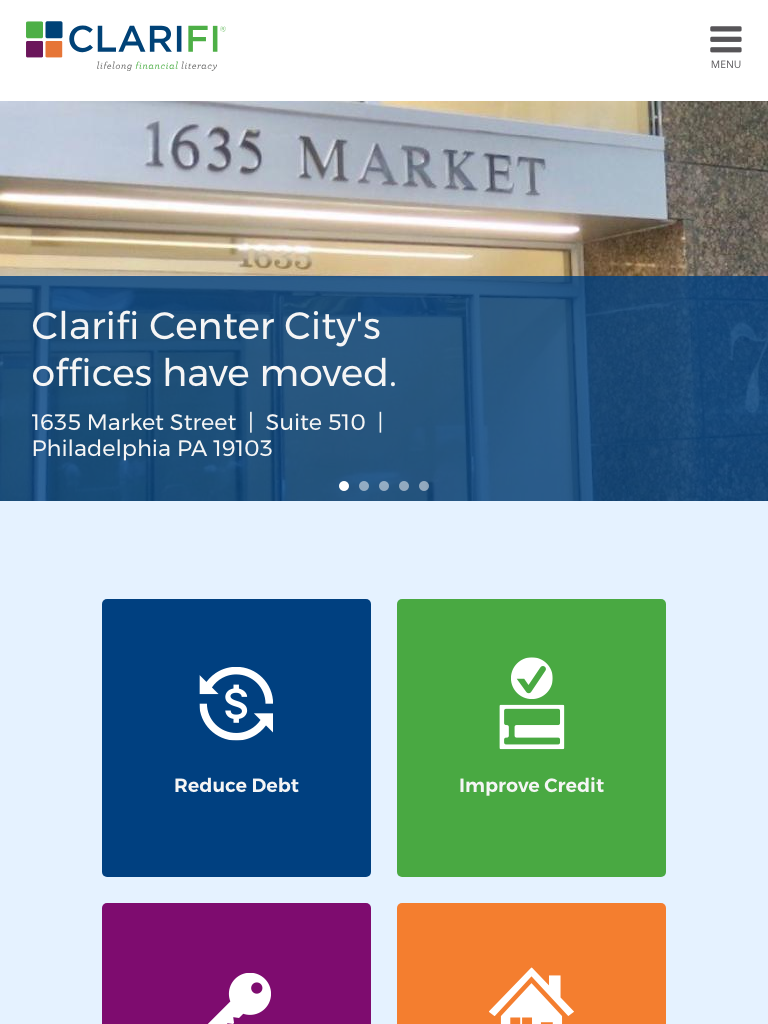 CLARIFI®
lifelong financial literacy
MENU
1635 MARKET
1635
Clarifi Center City's
offices have moved.
1635 Market Street | Suite 510 |
Philadelphia PA 19103
Reduce Debt
Improve Credit